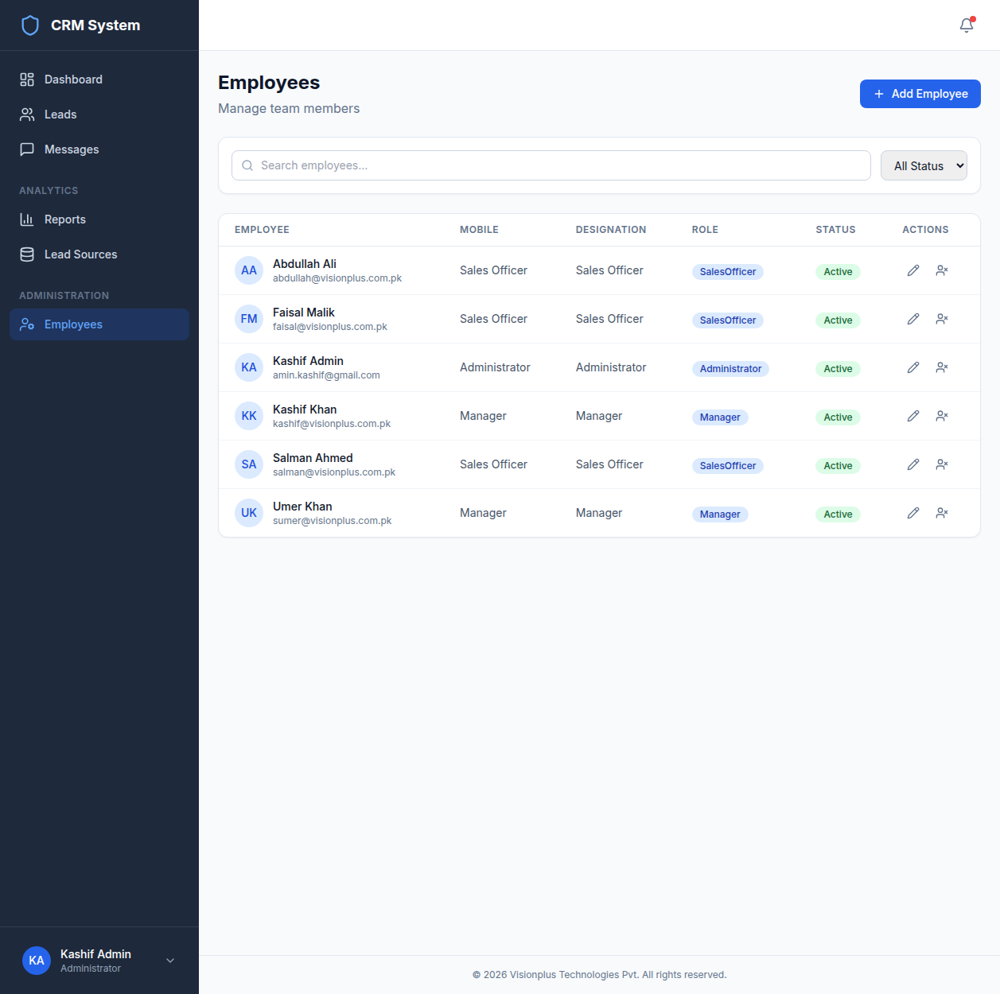 CRM System
Dashboard
Leads
Messages
ANALYTICS
Reports
Lead Sources
ADMINISTRATION
Employees
KA
Kashif Admin
Administrator
Employees
Manage team members
Add Employee
Search employees...
All Status
EMPLOYEE MOBILE DESIGNATION ROLE STATUS ACTIONS
AA Abdullah Ali Sales Officer Sales Officer SalesOfficer Active
abdullah@visionplus.com.pk
FM Faisal Malik Sales Officer Sales Officer SalesOfficer Active
faisal@visionplus.com.pk
KA Kashif Admin Administrator Administrator Administrator Active
amin.kashif@gmail.com
KK Kashif Khan Manager Manager Manager Active
kashif@visionplus.com.pk
SA Salman Ahmed Sales Officer Sales Officer SalesOfficer Active
salman@visionplus.com.pk
UK Umer Khan Manager Manager Manager Active
sumer@visionplus.com.pk
© 2026 Visionplus Technologies Pvt. All rights reserved.